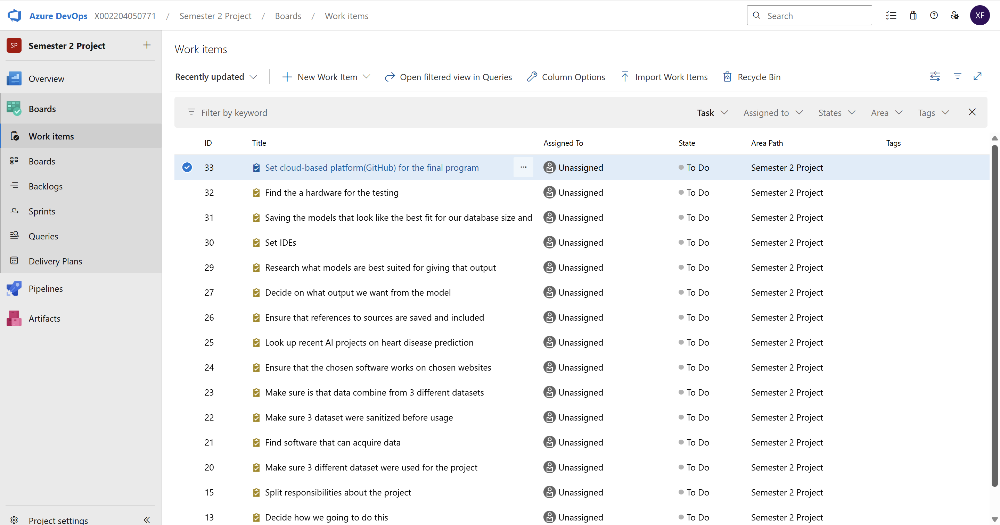 Azure DevOps X002204050771 / Semester 2 Project / Boards / Work items
Search
XF
SP Semester 2 Project
Overview
Boards
Work items
Boards
Backlogs
Sprints
Queries
Delivery Plans
Pipelines
Artifacts
Project settings
Work items
Recently updated New Work Item Open filtered view in Queries Column Options Import Work Items Recycle Bin
Filter by keyword Task Assigned to States Area Tags
ID Title Assigned To State Area Path Tags
33 Set cloud-based platform(GitHub) for the final program ... Unassigned To Do Semester 2 Project
32 Find the a hardware for the testing Unassigned To Do Semester 2 Project
31 Saving the models that look like the best fit for our database size and Unassigned To Do Semester 2 Project
30 Set IDEs Unassigned To Do Semester 2 Project
29 Research what models are best suited for giving that output Unassigned To Do Semester 2 Project
27 Decide on what output we want from the model Unassigned To Do Semester 2 Project
26 Ensure that references to sources are saved and included Unassigned To Do Semester 2 Project
25 Look up recent AI projects on heart disease prediction Unassigned To Do Semester 2 Project
24 Ensure that the chosen software works on chosen websites Unassigned To Do Semester 2 Project
23 Make sure is that data combine from 3 different datasets Unassigned To Do Semester 2 Project
22 Make sure 3 dataset were sanitized before usage Unassigned To Do Semester 2 Project
21 Find software that can acquire data Unassigned To Do Semester 2 Project
20 Make sure 3 different dataset were used for the project Unassigned To Do Semester 2 Project
15 Split responsibilities about the project Unassigned To Do Semester 2 Project
13 Decide how we going to do this Unassigned To Do Semester 2 Project